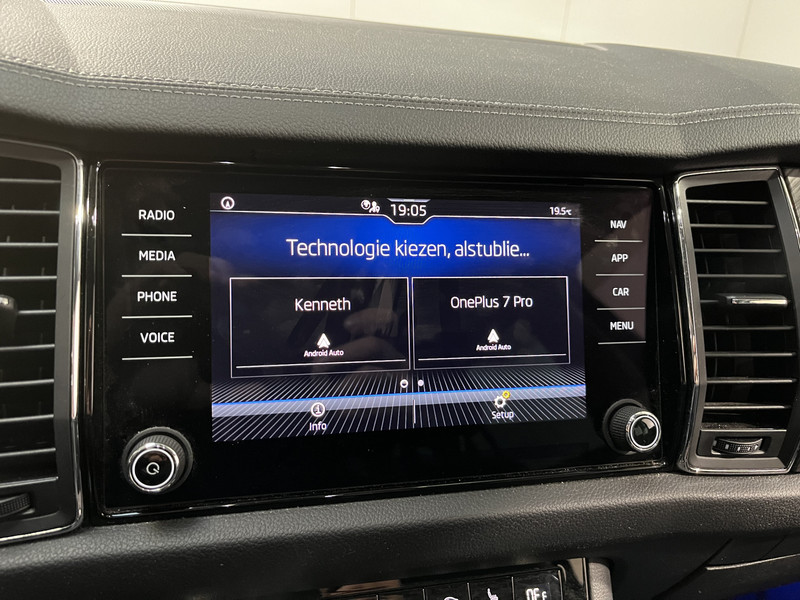 RADIO
MEDIA
PHONE
VOICE
19:05
19.5°C
Technologie kiezen, alstublie...
Kenneth
Android Auto
OnePlus 7 Pro
Android Auto
Info
Setup
NAV
APP
CAR
MENU
OFF